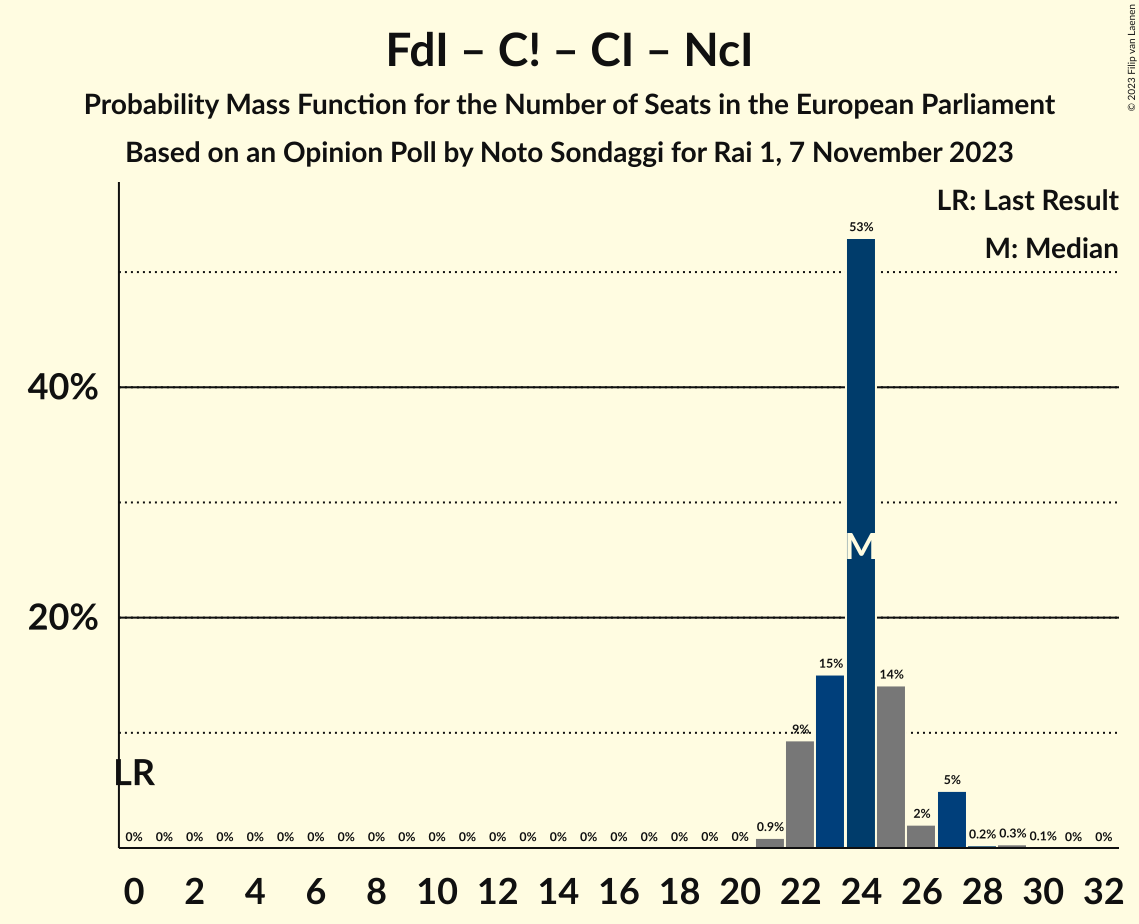 FdI – C! – CI – NcI
Probability Mass Function for the Number of Seats in the European Parliament
Based on an Opinion Poll by Noto Sondaggi for Rai 1, 7 November 2023
© 2023 Filip van Laenen
LR: Last Result
M: Median
40%
20%
53%
15%
14%
9%
5%
2%
M
LR
0% 0% 0% 0% 0% 0% 0% 0% 0% 0% 0% 0% 0% 0% 0% 0% 0% 0% 0% 0% 0% 0.9% 0.2% 0.3% 0.1% 0% 0%
0 2 4 6 8 10 12 14 16 18 20 22 24 26 28 30 32